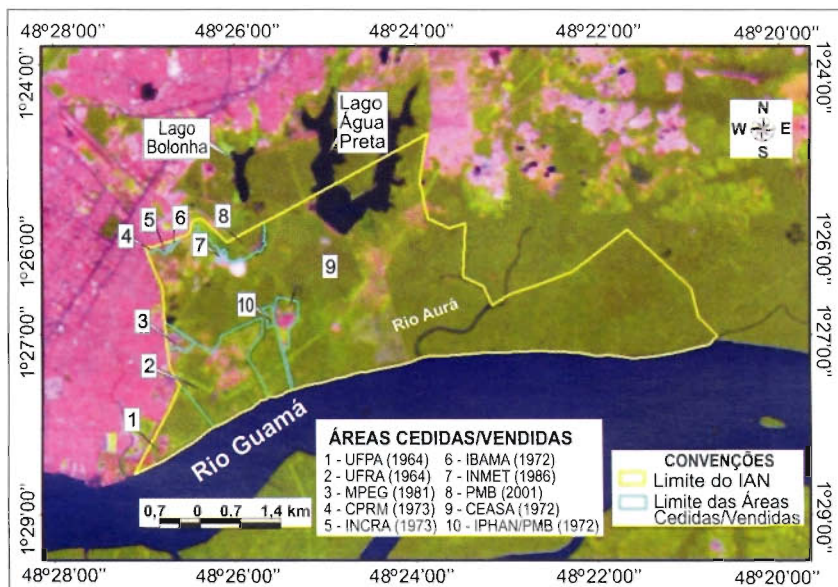 48°28'00" 48°26'00" 48°24'00" 48°22'00" 48°20'00"
1°24'00"
1°26'00"
1°27'00"
1°29'00"
1°24'00"
1°26'00"
1°27'00"
1°29'00"
Lago
Bolonha
Lago
Água
Preta
N
W E
S
5 6 8
4
7
9
10
3
2
1
Rio Aurá
Rio Guamá
0,7 0 0,7 1,4 km
ÁREAS CEDIDAS/VENDIDAS
1 - UFPA (1964) 6 - IBAMA (1972)
2 - UFRA (1964) 7 - INMET (1986)
3 - MPEG (1981) 8 - PMB (2001)
4 - CPRM (1973) 9 - CEASA (1972)
5 - INCRA (1973) 10 - IPHAN/PMB (1972)
CONVENÇÕES
Limite do IAN
Limite das Áreas
Cedidas/Vendidas
48°28'00" 48°26'00" 48°24'00" 48°22'00" 48°20'00"